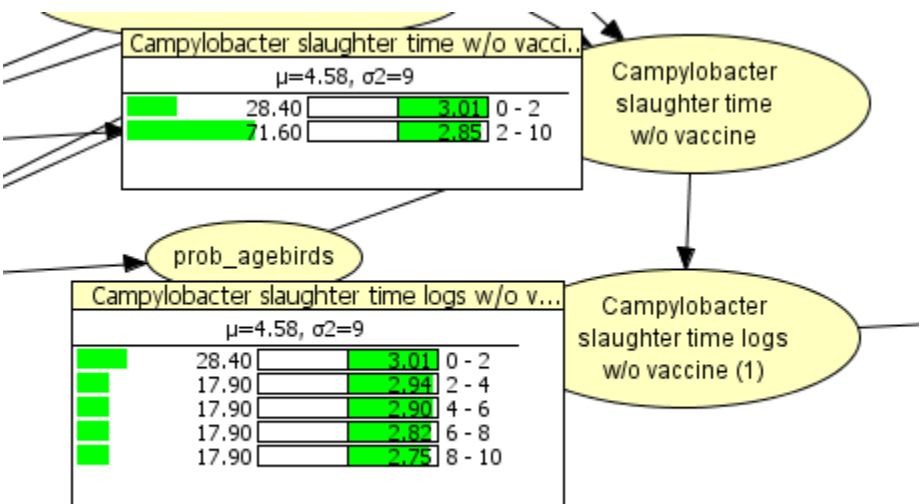 Campylobacter slaughter time w/o vacci..
μ=4.58, σ2=9
28.40 3.01 0 - 2
71.60 2.85 2 - 10
Campylobacter
slaughter time
w/o vaccine
prob_agebirds
Campylobacter slaughter time logs w/o v...
μ=4.58, σ2=9
28.40 3.01 0 - 2
17.90 2.94 2 - 4
17.90 2.90 4 - 6
17.90 2.82 6 - 8
17.90 2.75 8 - 10
Campylobacter
slaughter time logs
w/o vaccine (1)